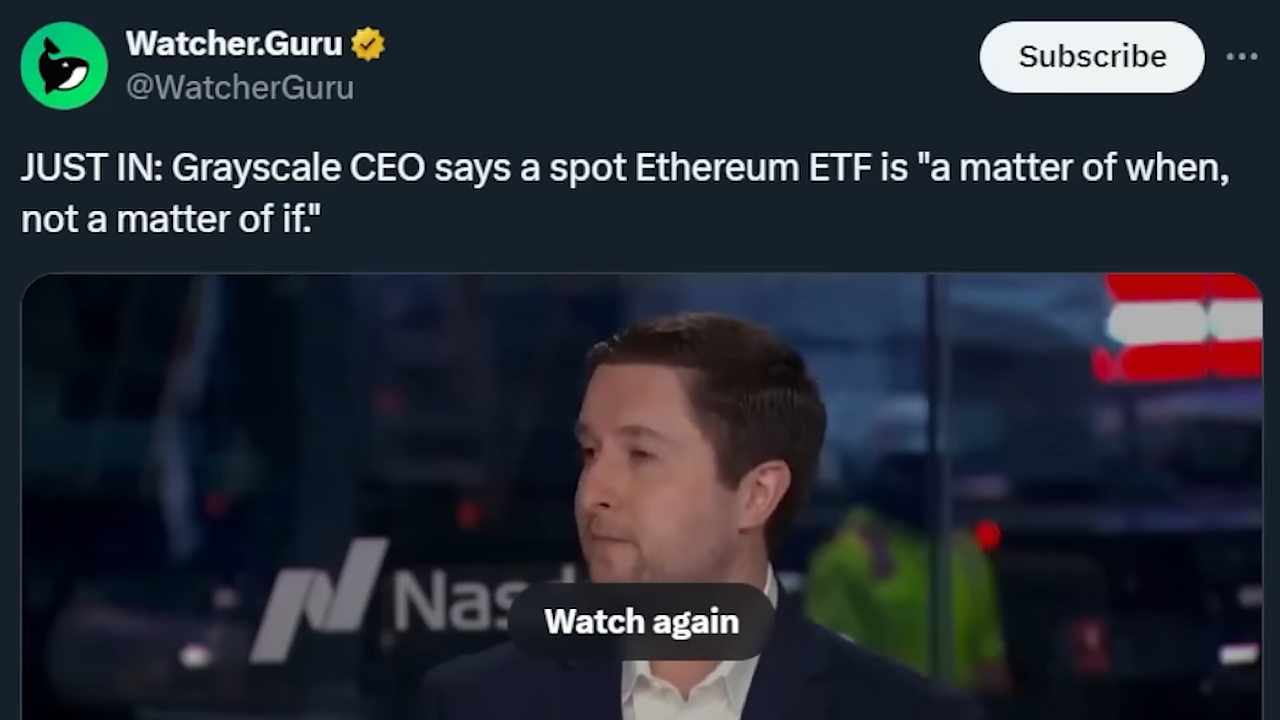 Watcher.Guru
@WatcherGuru
Subscribe
JUST IN: Grayscale CEO says a spot Ethereum ETF is "a matter of when,
not a matter of if."
Watch again